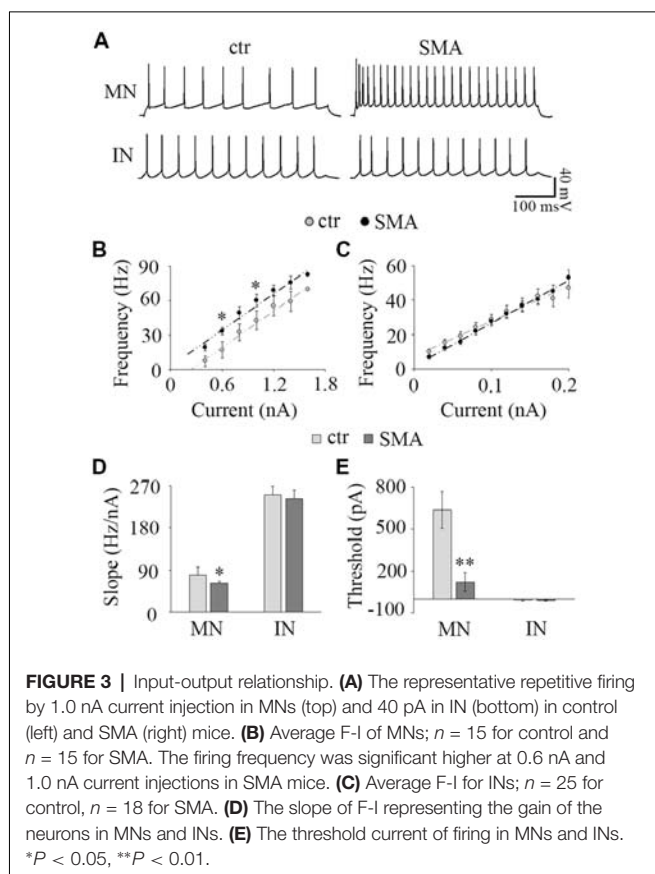 A
ctr SMA
MN
IN
40 mV
100 ms
ctr SMA
B C
90
60
30
0
Frequency (Hz)
* *
0 0.6 1.2 1.8
Current (nA)
60
40
20
0
Frequency (Hz)
0 0.1 0.2
Current (nA)
ctr SMA
D E
270
180
90
0
Slope (Hz/nA)
*
MN IN
800
500
200
-100
Threshold (pA)
**
MN IN
FIGURE 3 | Input-output relationship. (A) The representative repetitive firing
by 1.0 nA current injection in MNs (top) and 40 pA in IN (bottom) in control
(left) and SMA (right) mice. (B) Average F-I of MNs; n = 15 for control and
n = 15 for SMA. The firing frequency was significant higher at 0.6 nA and
1.0 nA current injections in SMA mice. (C) Average F-I for INs; n = 25 for
control, n = 18 for SMA. (D) The slope of F-I representing the gain of the
neurons in MNs and INs. (E) The threshold current of firing in MNs and INs.
*P < 0.05, **P < 0.01.